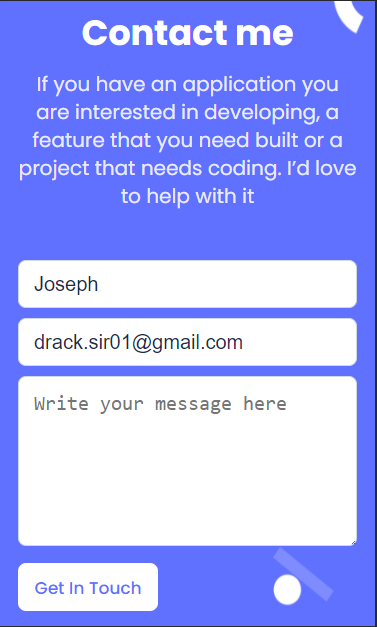 Contact me
If you have an application you
are interested in developing, a
feature that you need built or a
project that needs coding. I’d love
to help with it
Joseph
drack.sir01@gmail.com
Write your message here
Get In Touch